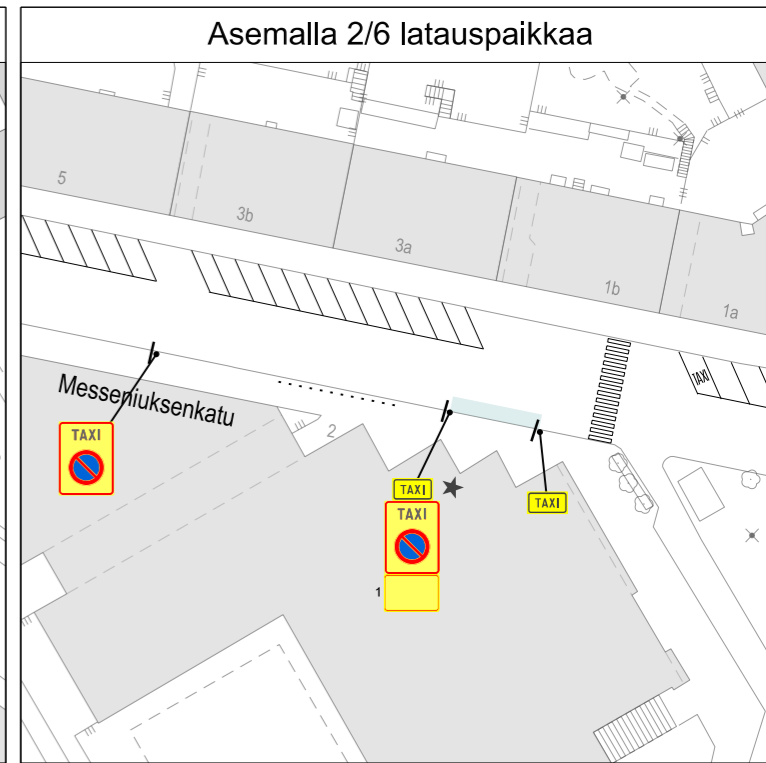 Asemalla 2/6 latauspaikkaa
5
3b
3a
1b
1a
TAXI
Messeniuksenkatu
2
TAXI
TAXI
TAXI
TAXI
1